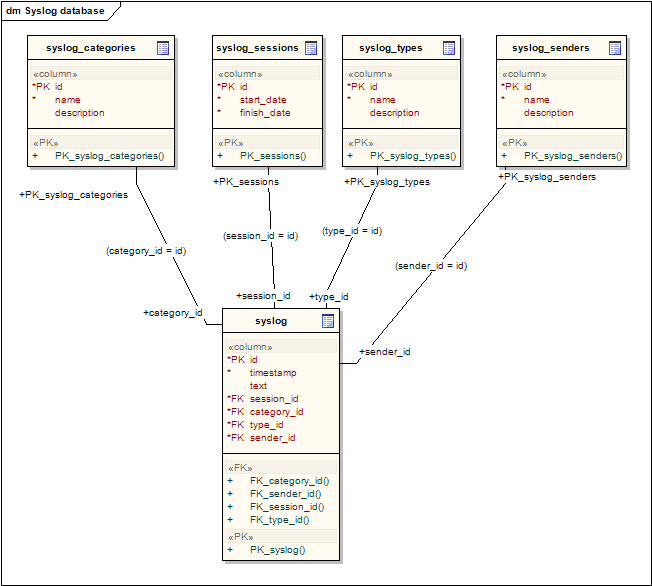 dm Syslog database
syslog_categories
«column»
*PK id
* name
description
«PK»
+ PK_syslog_categories()
syslog_sessions
«column»
*PK id
* start_date
* finish_date
«PK»
+ PK_sessions()
syslog_types
«column»
*PK id
* name
description
«PK»
+ PK_syslog_types()
syslog_senders
«column»
*PK id
* name
description
«PK»
+ PK_syslog_senders()
+PK_syslog_categories
+PK_sessions
+PK_syslog_types
+PK_syslog_senders
(category_id = id)
(session_id = id)
(type_id = id)
(sender_id = id)
+category_id
+session_id
+type_id
+sender_id
syslog
«column»
*PK id
* timestamp
text
*FK session_id
*FK category_id
*FK type_id
*FK sender_id
«FK»
+ FK_category_id()
+ FK_sender_id()
+ FK_session_id()
+ FK_type_id()
«PK»
+ PK_syslog()